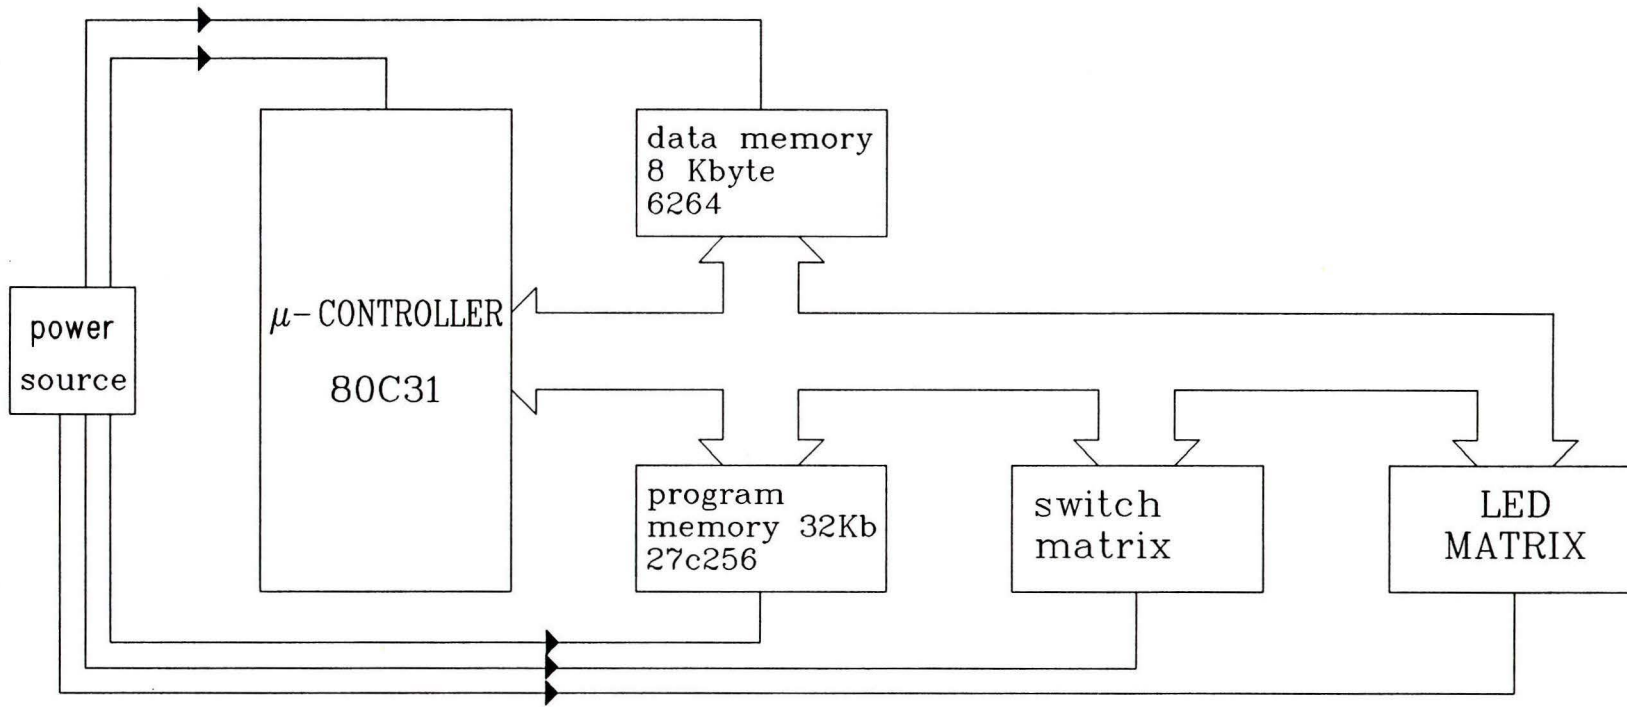 data memory
8 Kbyte
6264
power
source
μ-CONTROLLER
80C31
program
memory 32Kb
27c256
switch
matrix
LED
MATRIX